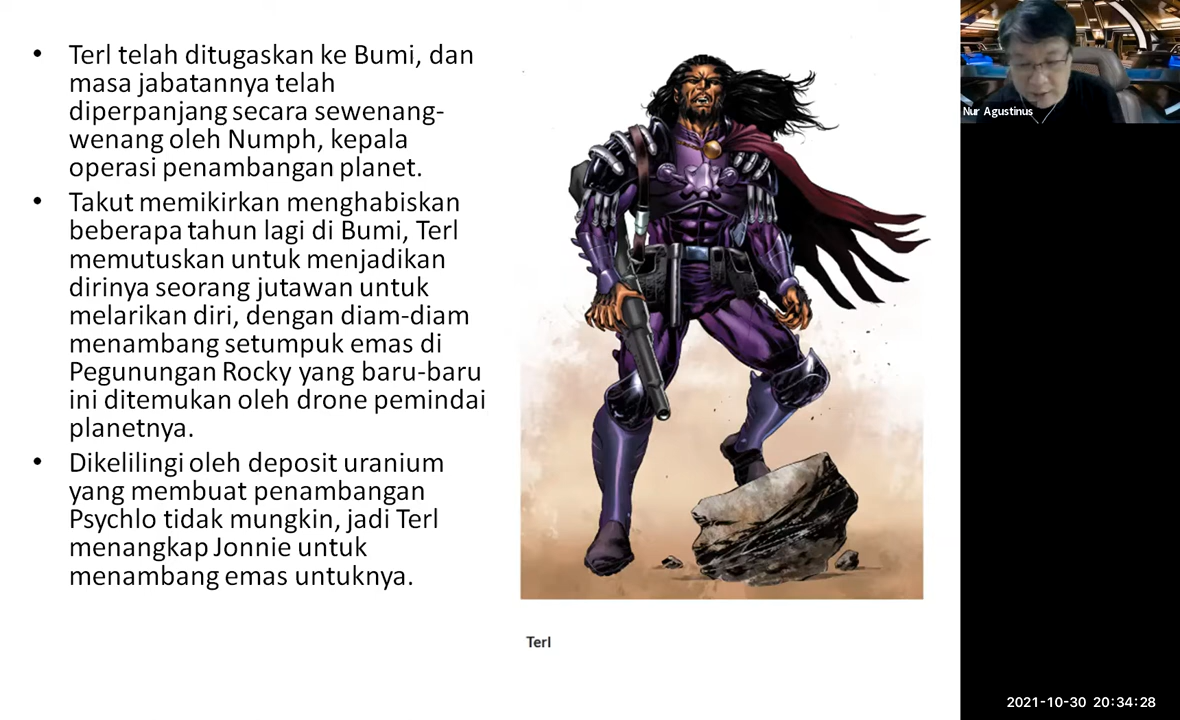 • Terl telah ditugaskan ke Bumi, dan
masa jabatannya telah
diperpanjang secara sewenang-
wenang oleh Numph, kepala
operasi penambangan planet.
• Takut memikirkan menghabiskan
beberapa tahun lagi di Bumi, Terl
memutuskan untuk menjadikan
dirinya seorang jutawan untuk
melarikan diri, dengan diam-diam
menambang setumpuk emas di
Pegunungan Rocky yang baru-baru
ini ditemukan oleh drone pemindai
planetnya.
• Dikelilingi oleh deposit uranium
yang membuat penambangan
Psychlo tidak mungkin, jadi Terl
menangkap Jonnie untuk
menambang emas untuknya.
Terl
Nur Agustinus
2021-10-30 20:34:28